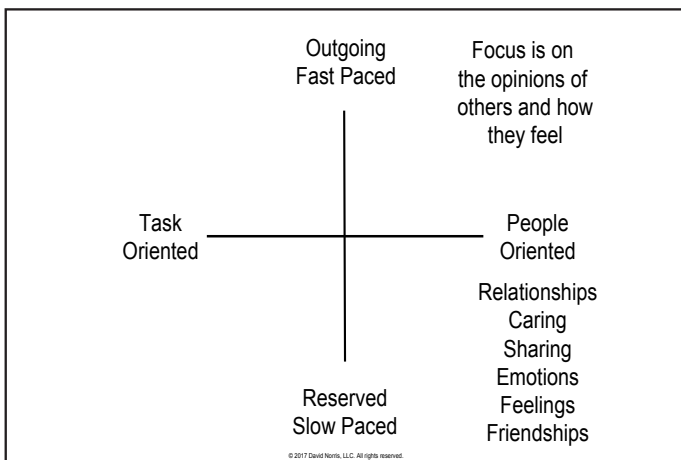 Outgoing
Fast Paced
Focus is on
the opinions of
others and how
they feel
Task
Oriented
People
Oriented
Relationships
Caring
Sharing
Emotions
Feelings
Friendships
Reserved
Slow Paced
© 2017 David Norris, LLC. All rights reserved.